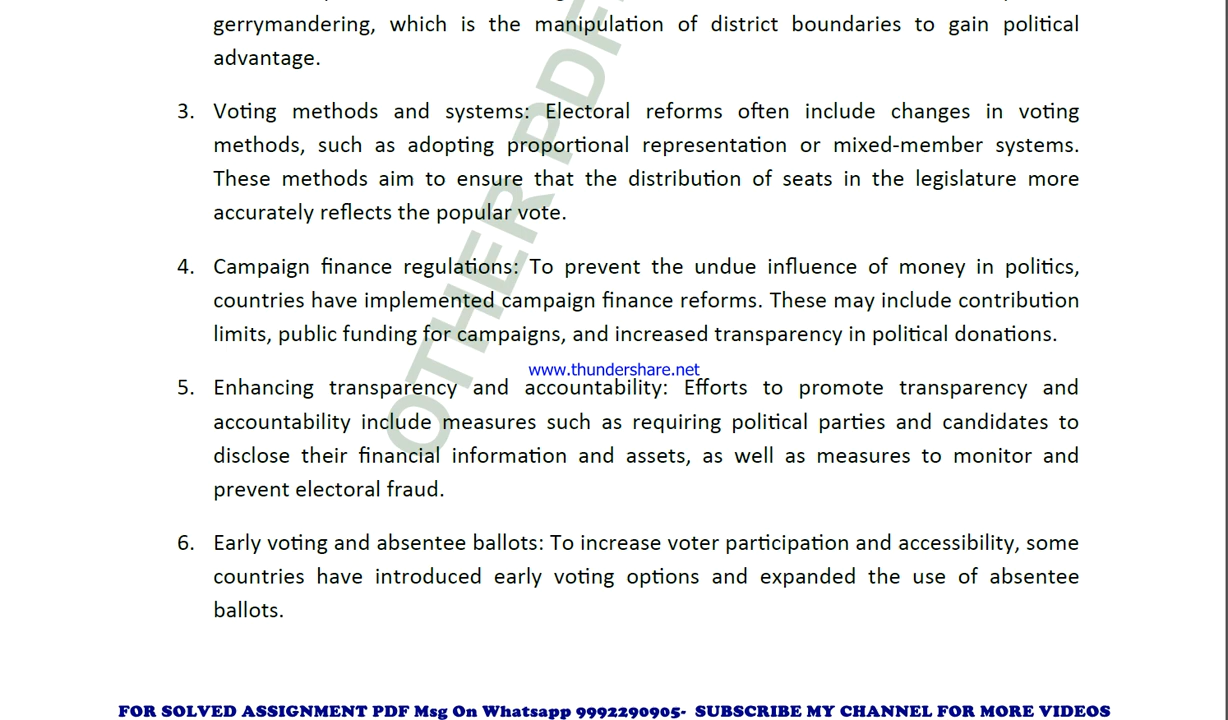 gerrymandering, which is the manipulation of district boundaries to gain political
advantage.
3. Voting methods and systems: Electoral reforms often include changes in voting
methods, such as adopting proportional representation or mixed-member systems.
These methods aim to ensure that the distribution of seats in the legislature more
accurately reflects the popular vote.
4. Campaign finance regulations: To prevent the undue influence of money in politics,
countries have implemented campaign finance reforms. These may include contribution
limits, public funding for campaigns, and increased transparency in political donations.
www.thundershare.net
5. Enhancing transparency and accountability: Efforts to promote transparency and
accountability include measures such as requiring political parties and candidates to
disclose their financial information and assets, as well as measures to monitor and
prevent electoral fraud.
6. Early voting and absentee ballots: To increase voter participation and accessibility, some
countries have introduced early voting options and expanded the use of absentee
ballots.
OTHER PDF
FOR SOLVED ASSIGNMENT PDF Msg On Whatsapp 9992290905- SUBSCRIBE MY CHANNEL FOR MORE VIDEOS